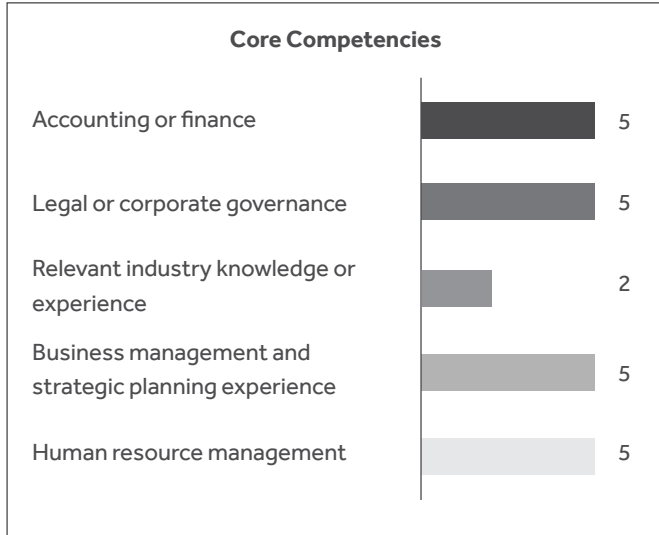 Core Competencies
Accounting or finance 5
Legal or corporate governance 5
Relevant industry knowledge or
experience 2
Business management and
strategic planning experience 5
Human resource management 5